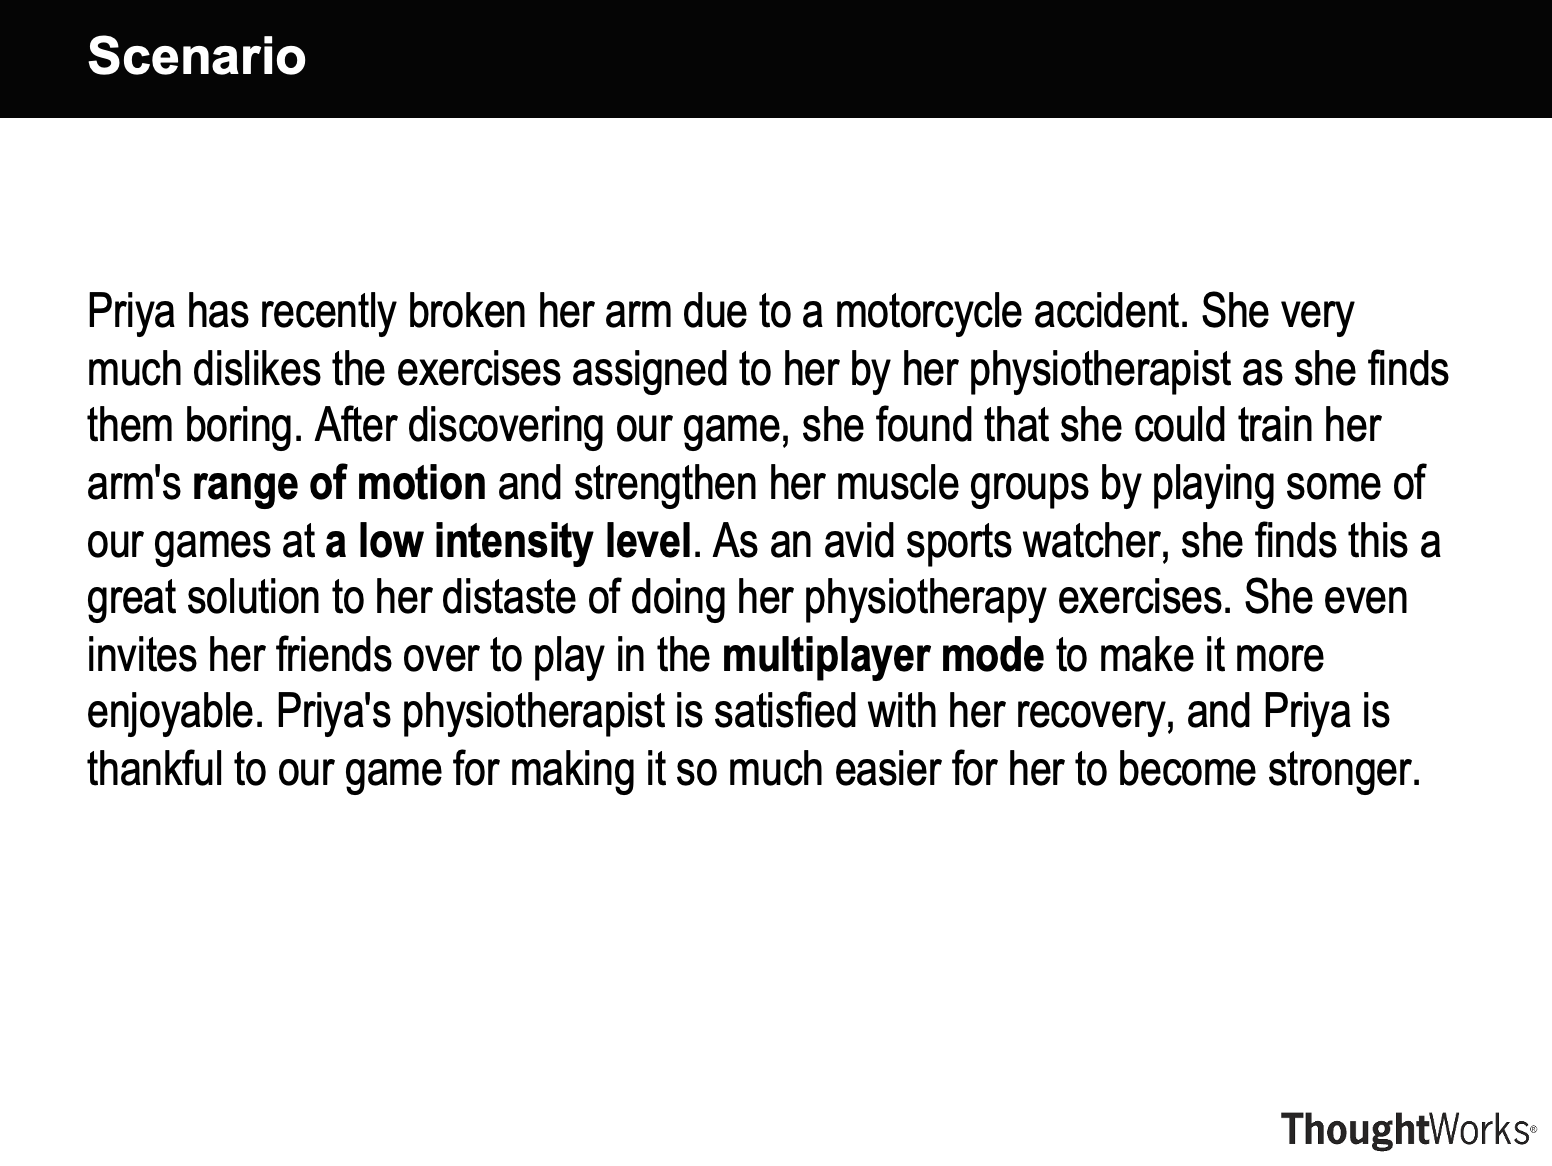 Scenario
Priya has recently broken her arm due to a motorcycle accident. She very
much dislikes the exercises assigned to her by her physiotherapist as she finds
them boring. After discovering our game, she found that she could train her
arm's range of motion and strengthen her muscle groups by playing some of
our games at a low intensity level. As an avid sports watcher, she finds this a
great solution to her distaste of doing her physiotherapy exercises. She even
invites her friends over to play in the multiplayer mode to make it more
enjoyable. Priya's physiotherapist is satisfied with her recovery, and Priya is
thankful to our game for making it so much easier for her to become stronger.
ThoughtWorks®